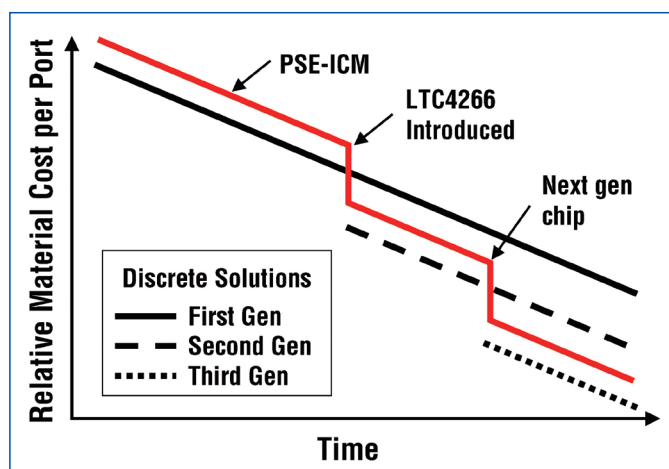 Relative Material Cost per Port
PSE-ICM
LTC4266
Introduced
Next gen
chip
Discrete Solutions
First Gen
Second Gen
Third Gen
Time